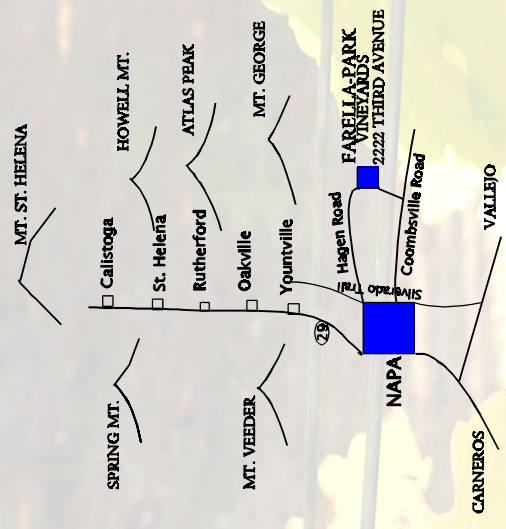 MT. ST. HELENA
HOWELL MT.
ATLAS PEAK
MT. GEORGE
FARELLA-PARK
VINEYARDS
2222 THIRD AVENUE
Calistoga
St. Helena
Rutherford
Oakville
Yountville
Hagen Road
Coombsville Road
Silverado Trail
VALLEJO
29
NAPA
SPRING MT.
MT. VEEDER
CARNEROS